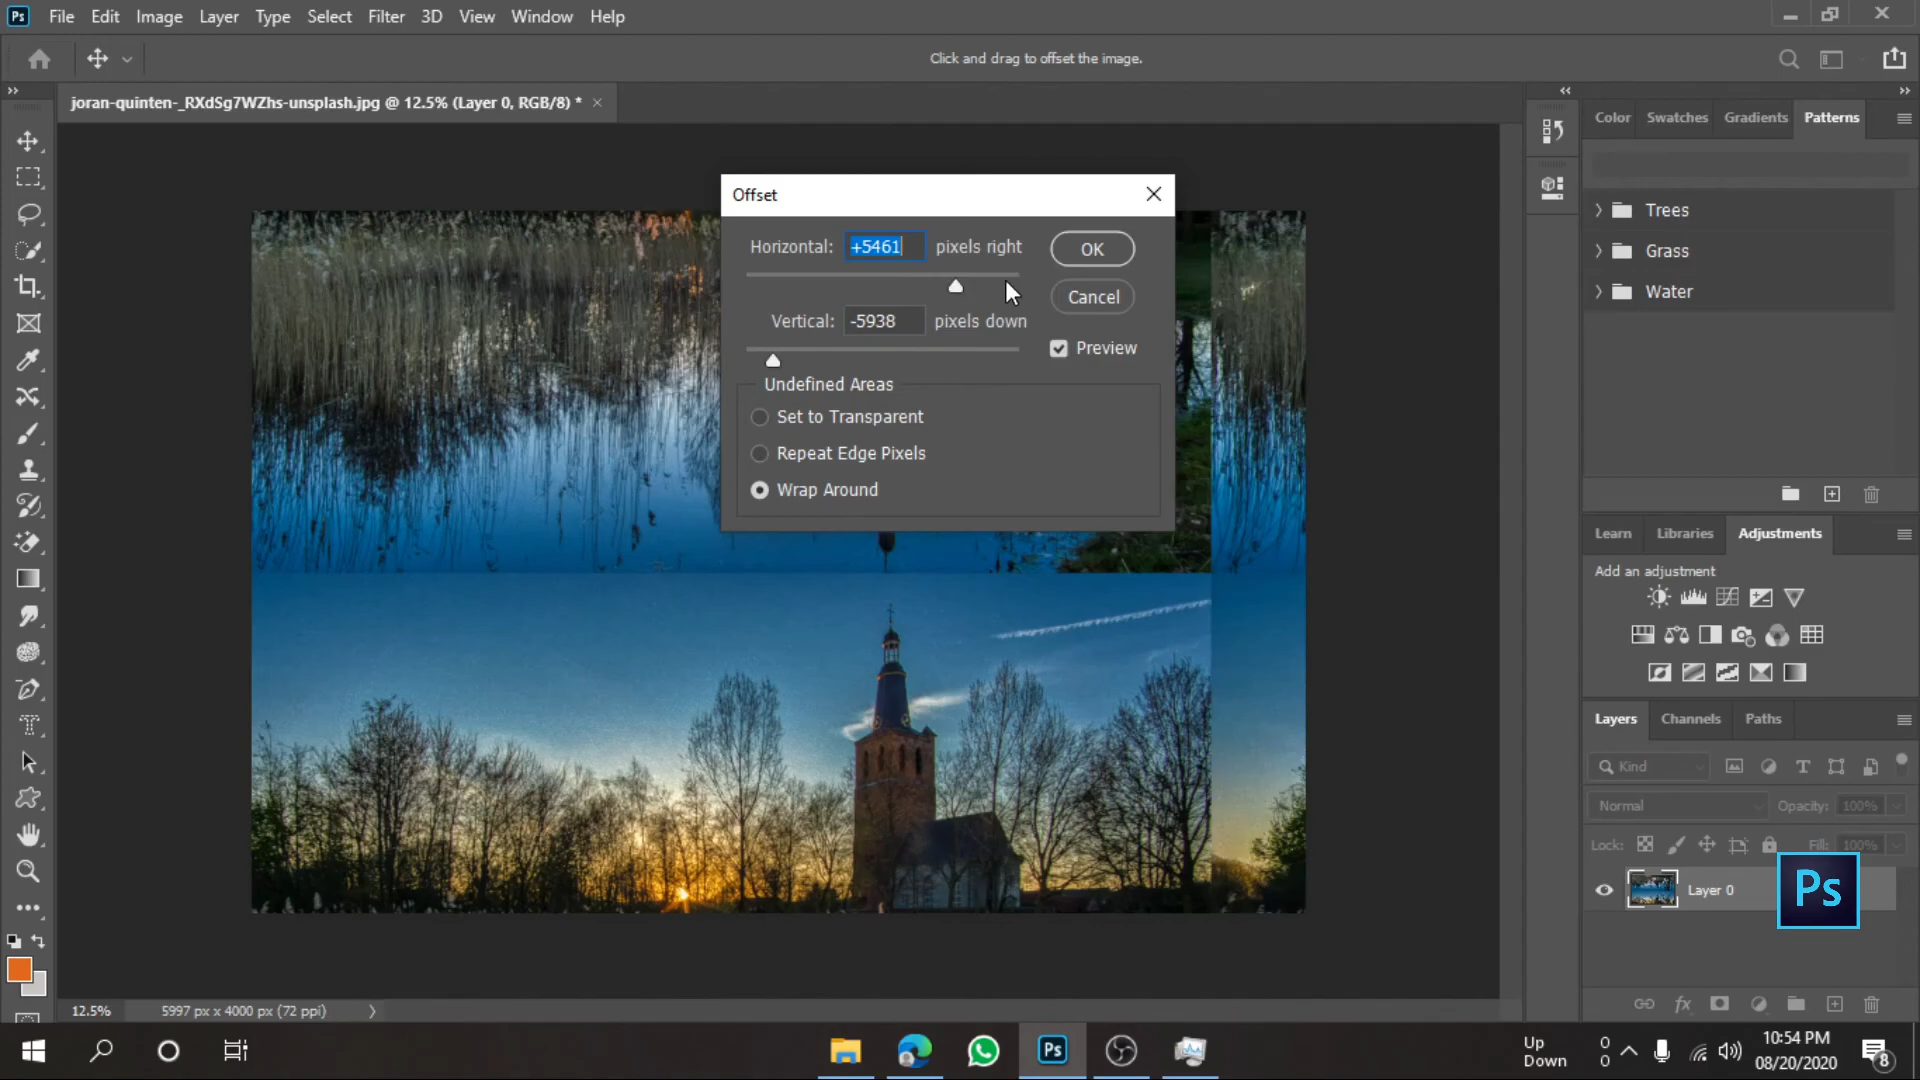 Ps File Edit Image Layer Type Select Filter 3D View Window Help
Click and drag to offset the image.
joran-quinten-_RXdSg7WZhs-unsplash.jpg @ 12.5% (Layer 0, RGB/8) *
Color Swatches Gradients Patterns
Offset
Horizontal: +5461 pixels right
OK
Cancel
Vertical: -5938 pixels down
Preview
Undefined Areas
Set to Transparent
Repeat Edge Pixels
Wrap Around
Trees
Grass
Water
Learn Libraries Adjustments
Add an adjustment
Layers Channels Paths
Kind
Normal Opacity: 100%
Lock: Fill: 100%
Layer 0
Ps
fx
12.5% 5997 px x 4000 px (72 ppi)
Ps
Up 0
Down 0
10:54 PM
08/20/2020
8